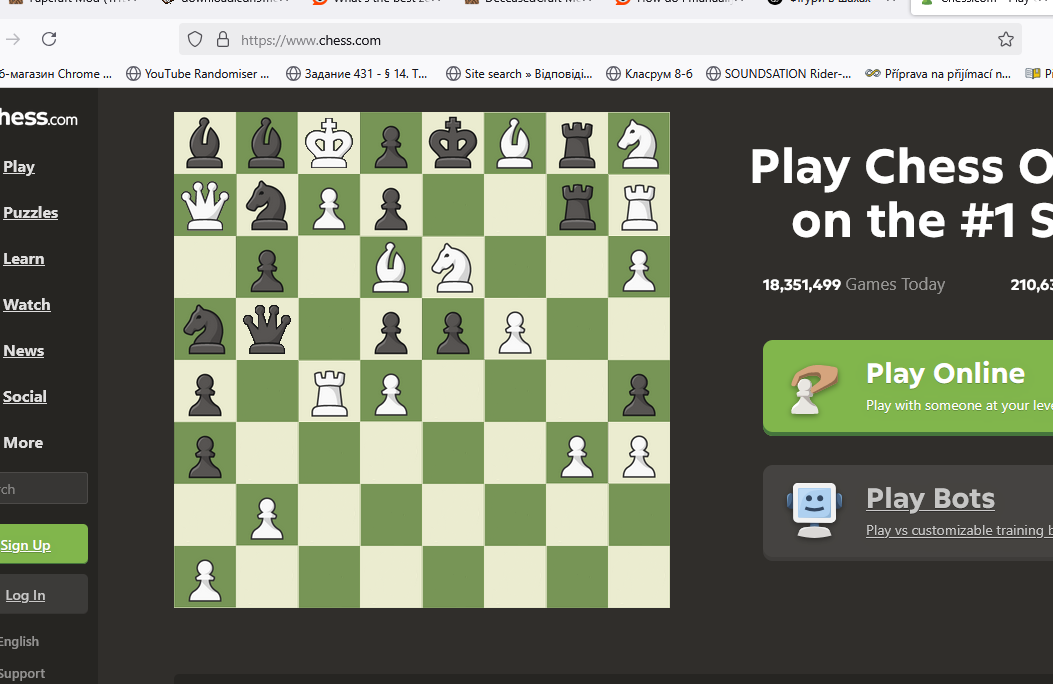 https://www.chess.com
б-магазин Chrome ...
YouTube Randomiser ...
Задание 431 - § 14. Т...
Site search » Відповіді...
Класрум 8-б
SOUNDSATION Rider-...
Příprava na přijímací n...
hess.com
Play
Puzzles
Learn
Watch
News
Social
More
rch
Sign Up
Log In
English
Support
Play Chess O
on the #1 S
18,351,499 Games Today
210,63
Play Online
Play with someone at your leve
Play Bots
Play vs customizable training b